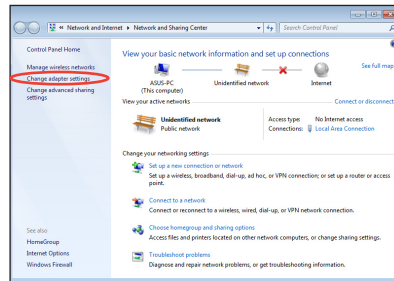 Network and Internet
Network and Sharing Center
Search Control Panel
Control Panel Home
Manage wireless networks
Change adapter settings
Change advanced sharing
settings
View your basic network information and set up connections
See full map
ASUS-PC
(This computer)
Unidentified network
Internet
View your active networks
Connect or disconnect
Unidentified network
Public network
Access type: No Internet access
Connections: Local Area Connection
Change your networking settings
Set up a new connection or network
Set up a wireless, broadband, dial-up, ad hoc, or VPN connection; or set up a router or access
point.
Connect to a network
Connect or reconnect to a wireless, wired, dial-up, or VPN network connection.
Choose homegroup and sharing options
Access files and printers located on other network computers, or change sharing settings.
Troubleshoot problems
Diagnose and repair network problems, or get troubleshooting information.
See also
HomeGroup
Internet Options
Windows Firewall